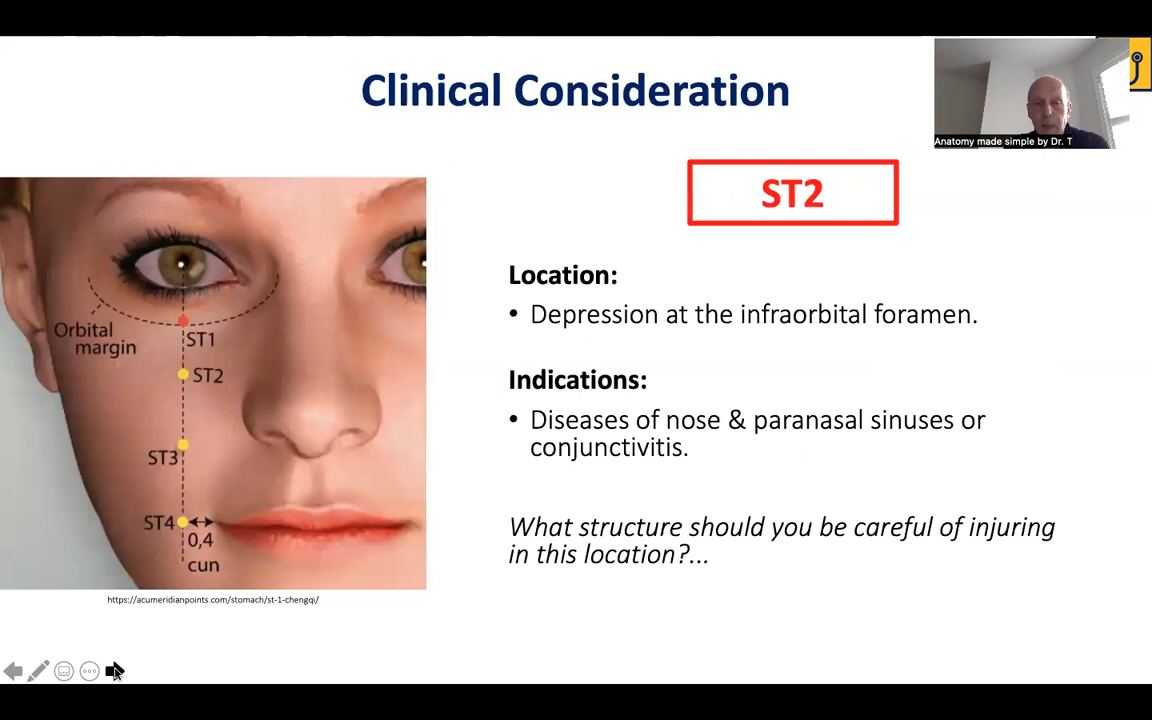 Clinical Consideration
Anatomy made simple by Dr. T
ST2
Location:
• Depression at the infraorbital foramen.
Indications:
• Diseases of nose & paranasal sinuses or
conjunctivitis.
What structure should you be careful of injuring
in this location?...
Orbital
margin
ST1
ST2
ST3
ST4
0,4
cun
https://acumeridianpoints.com/stomach/st-1-chengqi/